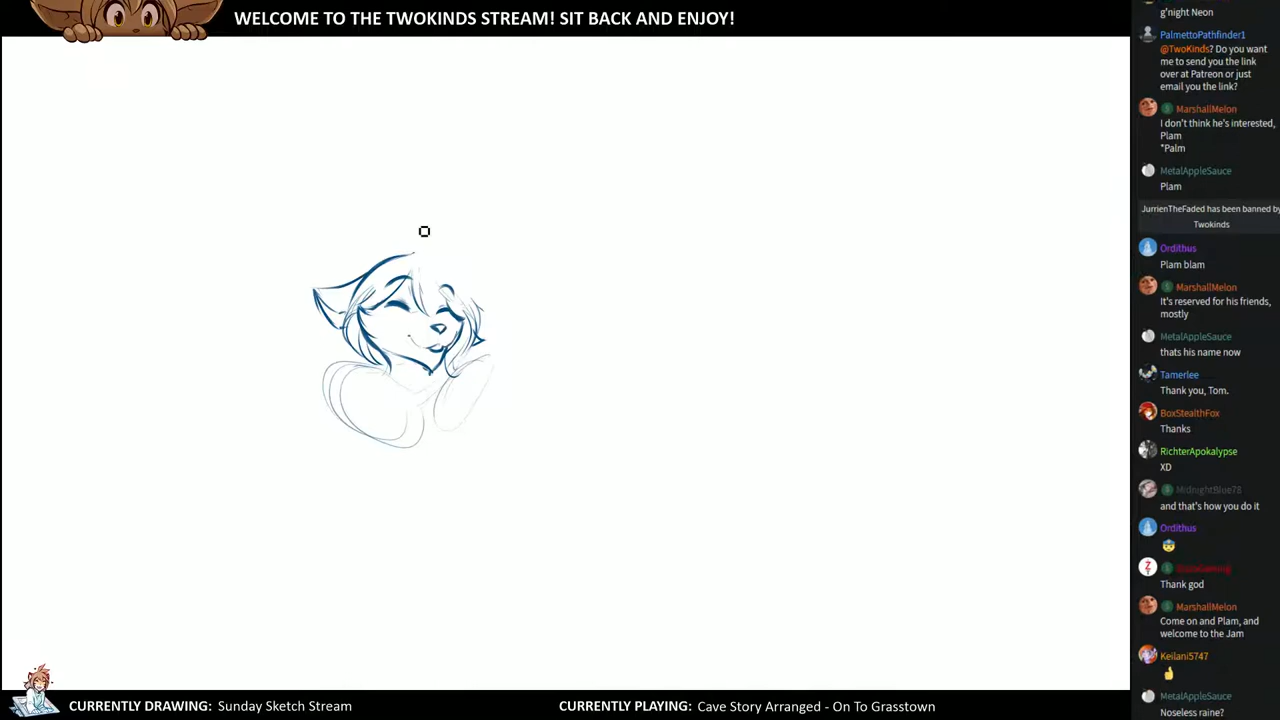 WELCOME TO THE TWOKINDS STREAM! SIT BACK AND ENJOY!
g'night Neon
PalmettoPathfinder1
@TwoKinds? Do you want
me to send you the link
over at Patreon or just
email you the link?
MarshallMelon
I don't think he's interested,
Plam
*Palm
MetalAppleSauce
Plam
JurrienTheFaded has been banned by
Twokinds
Ordithus
Plam blam
MarshallMelon
It's reserved for his friends,
mostly
MetalAppleSauce
thats his name now
Tamerlee
Thank you, Tom.
BoxStealthFox
Thanks
RichterApokalypse
XD
MidnightBlue78
and that's how you do it
Ordithus
Thank god
MarshallMelon
Come on and Plam, and
welcome to the Jam
Keilani5747
MetalAppleSauce
Noseless raine?
CURRENTLY DRAWING: Sunday Sketch Stream
CURRENTLY PLAYING: Cave Story Arranged - On To Grasstown